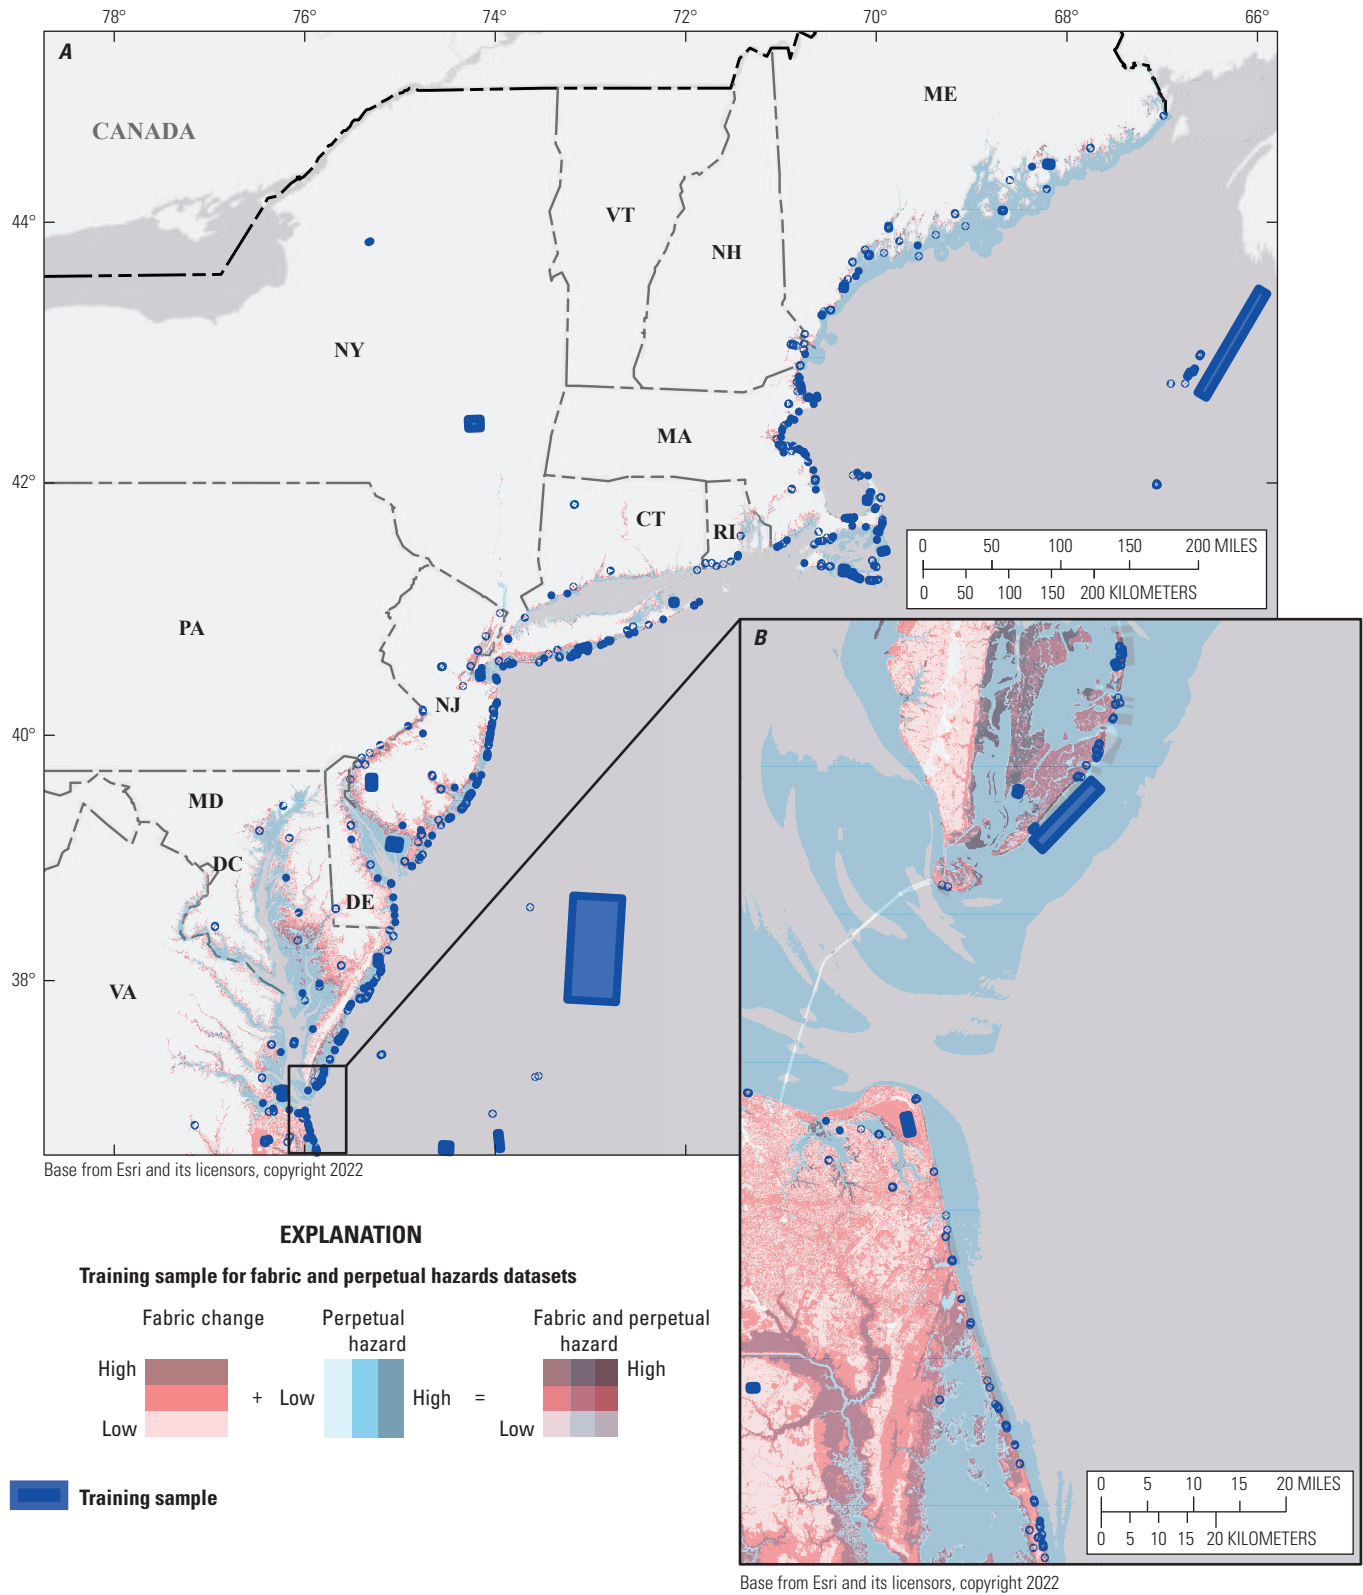 78° 76° 74° 72° 70° 68° 66°
A
ME
CANADA
44°
VT
NH
NY
MA
42°
CT
RI
0 50 100 150 200 MILES
0 50 100 150 200 KILOMETERS
PA
B
NJ
40°
MD
DC
DE
38°
VA
Base from Esri and its licensors, copyright 2022
EXPLANATION
Training sample for fabric and perpetual hazards datasets
Fabric change
Perpetual
hazard
Fabric and perpetual
hazard
High
High
+ Low
High =
Low
Low
Training sample
0 5 10 15 20 MILES
0 5 10 15 20 KILOMETERS
Base from Esri and its licensors, copyright 2022